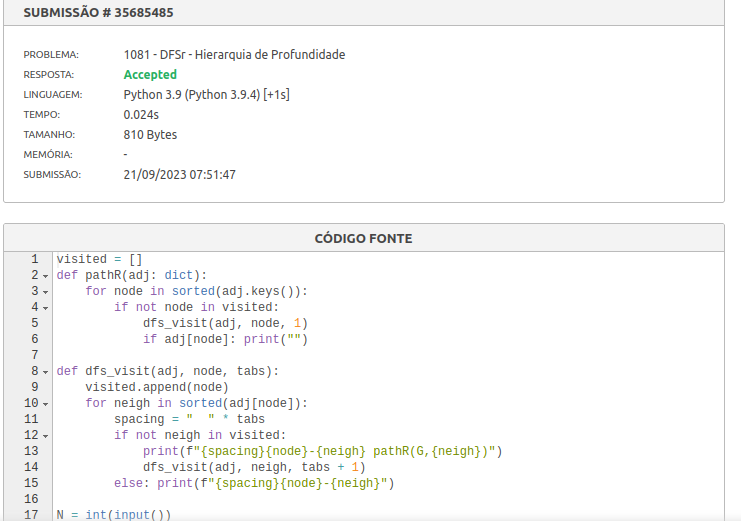 SUBMISSÃO # 35685485
PROBLEMA: 1081 - DFSr - Hierarquia de Profundidade
RESPOSTA: Accepted
LINGUAGEM: Python 3.9 (Python 3.9.4) [+1s]
TEMPO: 0.024s
TAMANHO: 810 Bytes
MEMÓRIA: -
SUBMISSÃO: 21/09/2023 07:51:47
CÓDIGO FONTE
1 visited = []
2 def pathR(adj: dict):
3     for node in sorted(adj.keys()):
4         if not node in visited:
5             dfs_visit(adj, node, 1)
6             if adj[node]: print("")
7
8 def dfs_visit(adj, node, tabs):
9     visited.append(node)
10     for neigh in sorted(adj[node]):
11         spacing = "  " * tabs
12         if not neigh in visited:
13             print(f"{spacing}{node}-{neigh} pathR(G,{neigh})")
14             dfs_visit(adj, neigh, tabs + 1)
15         else: print(f"{spacing}{node}-{neigh}")
16
17 N = int(input())